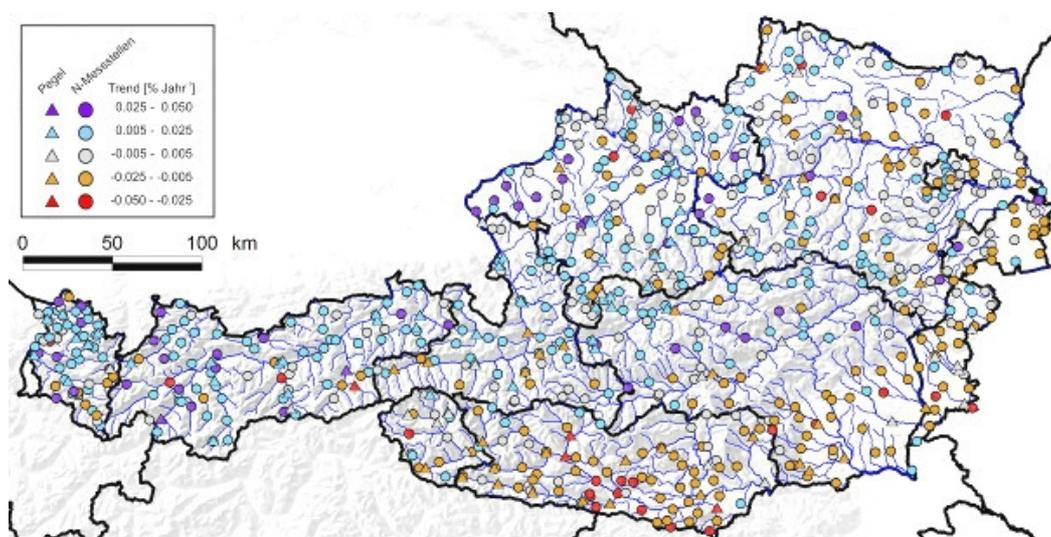 Pegel
N-Messstellen
Trend [% Jahr⁻¹]
0.025 - 0.050
0.005 - 0.025
-0.005 - 0.005
-0.025 - -0.005
-0.050 - -0.025
0 50 100 km